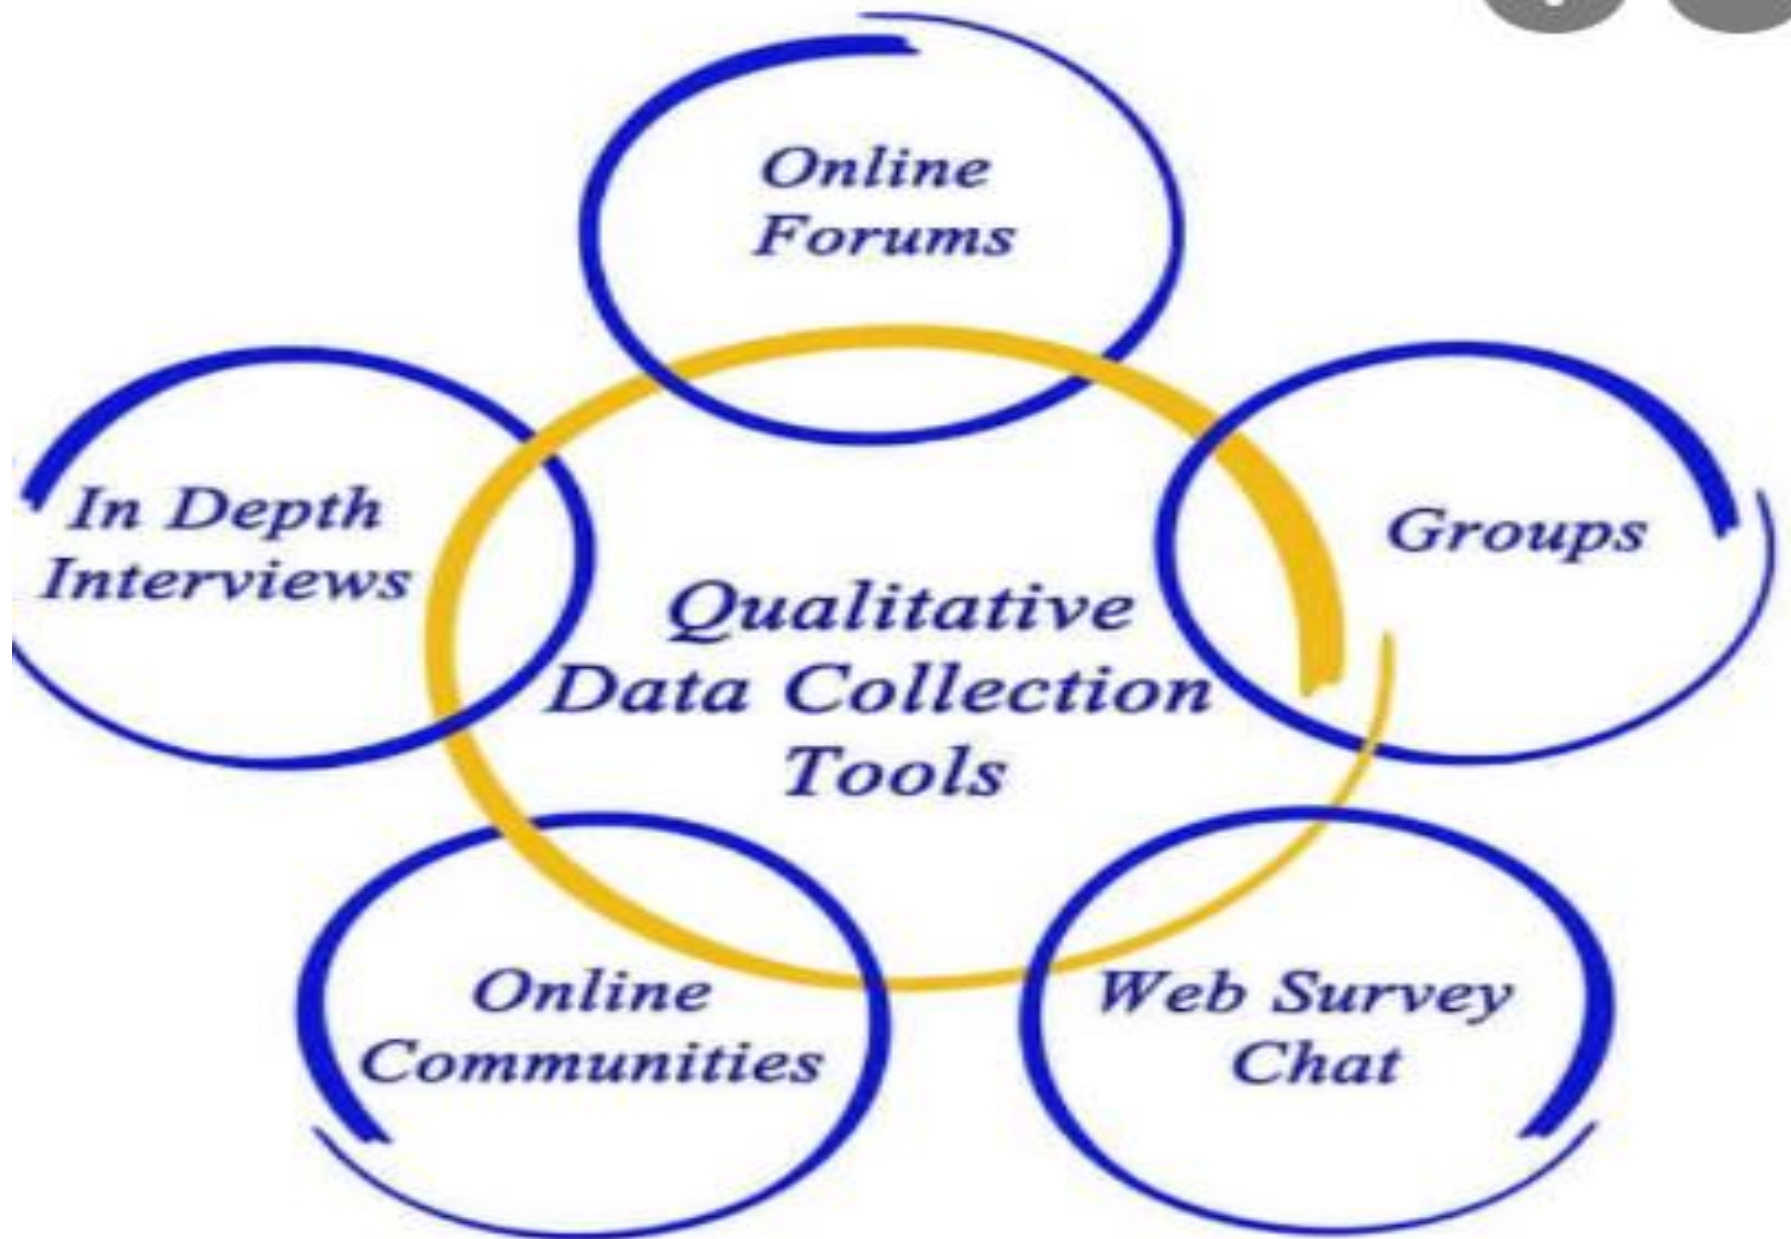 Online
Forums
In Depth
Interviews
Groups
Qualitative
Data Collection
Tools
Online
Communities
Web Survey
Chat